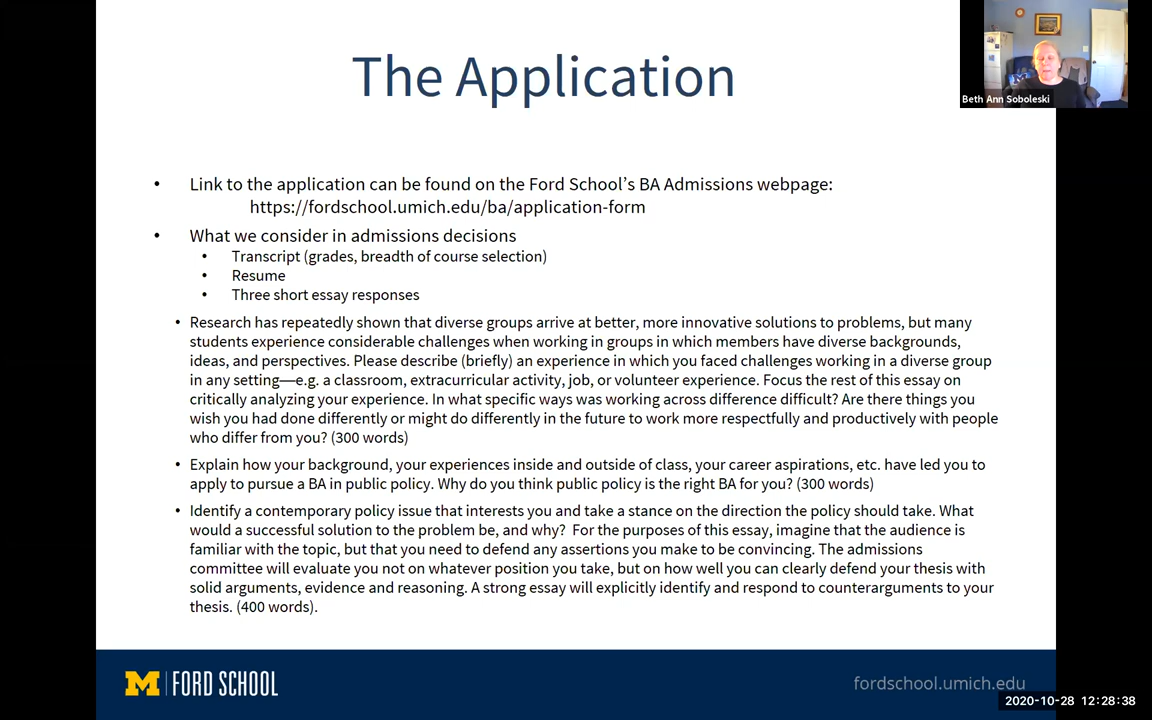 The Application
Beth Ann Soboleski
• Link to the application can be found on the Ford School's BA Admissions webpage:
https://fordschool.umich.edu/ba/application-form
• What we consider in admissions decisions
• Transcript (grades, breadth of course selection)
• Resume
• Three short essay responses
• Research has repeatedly shown that diverse groups arrive at better, more innovative solutions to problems, but many
students experience considerable challenges when working in groups in which members have diverse backgrounds,
ideas, and perspectives. Please describe (briefly) an experience in which you faced challenges working in a diverse group
in any setting—e.g. a classroom, extracurricular activity, job, or volunteer experience. Focus the rest of this essay on
critically analyzing your experience. In what specific ways was working across difference difficult? Are there things you
wish you had done differently or might do differently in the future to work more respectfully and productively with people
who differ from you? (300 words)
• Explain how your background, your experiences inside and outside of class, your career aspirations, etc. have led you to
apply to pursue a BA in public policy. Why do you think public policy is the right BA for you? (300 words)
• Identify a contemporary policy issue that interests you and take a stance on the direction the policy should take. What
would a successful solution to the problem be, and why? For the purposes of this essay, imagine that the audience is
familiar with the topic, but that you need to defend any assertions you make to be convincing. The admissions
committee will evaluate you not on whatever position you take, but on how well you can clearly defend your thesis with
solid arguments, evidence and reasoning. A strong essay will explicitly identify and respond to counterarguments to your
thesis. (400 words).
M | FORD SCHOOL
fordschool.umich.edu
2020-10-28 12:28:38